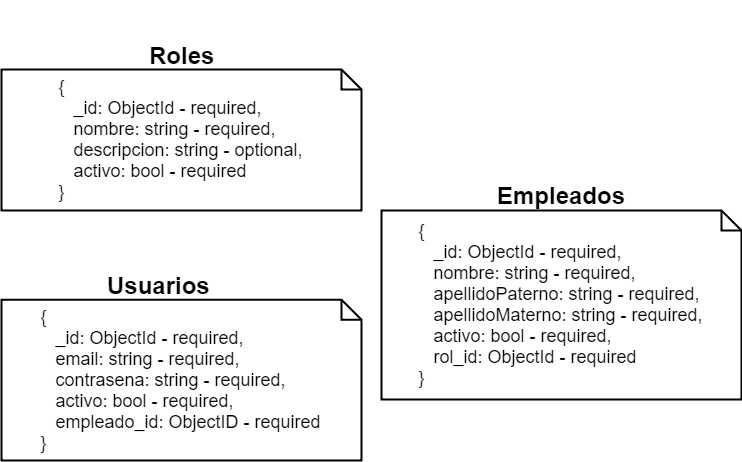 Roles
{
_id: ObjectId - required,
nombre: string - required,
descripcion: string - optional,
activo: bool - required
}
Empleados
{
_id: ObjectId - required,
nombre: string - required,
apellidoPaterno: string - required,
apellidoMaterno: string - required,
activo: bool - required,
rol_id: ObjectId - required
}
Usuarios
{
_id: ObjectId - required,
email: string - required,
contrasena: string - required,
activo: bool - required,
empleado_id: ObjectID - required
}